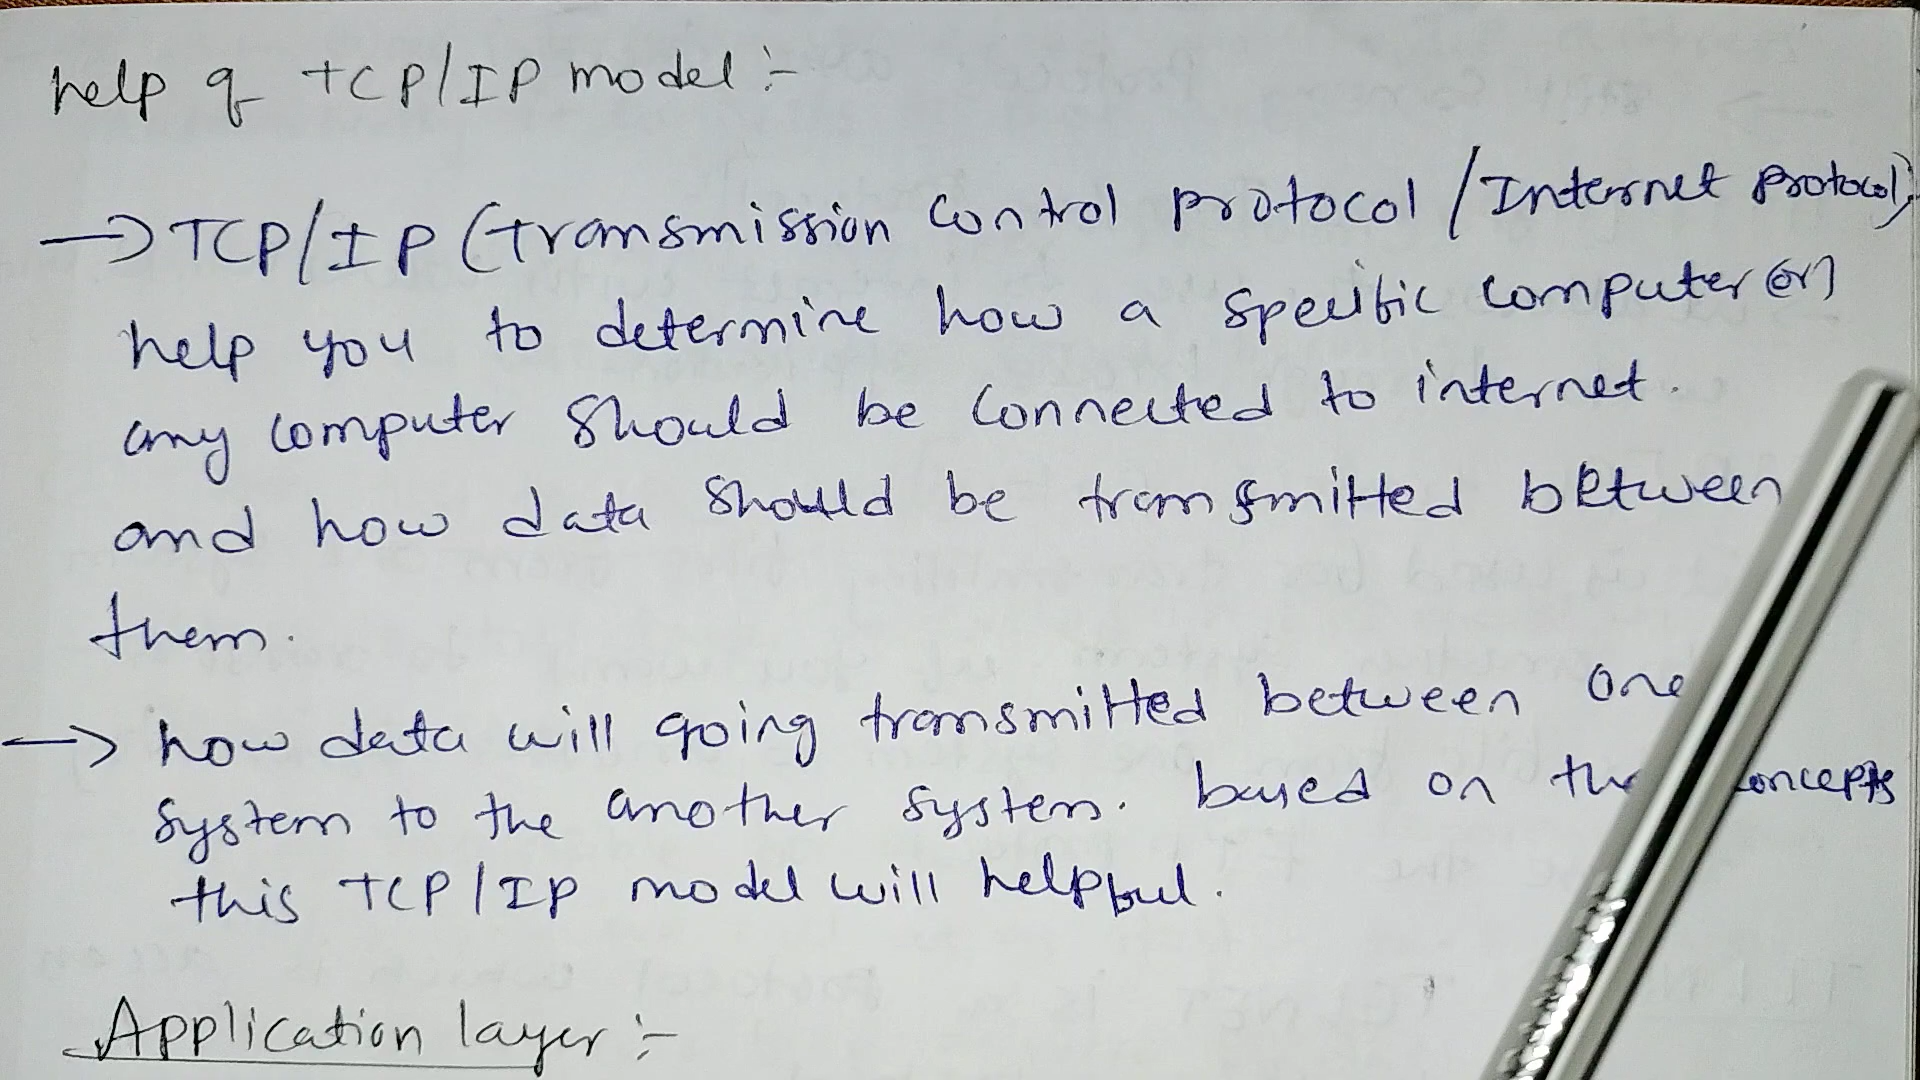 help of TCP/IP model :-
→ TCP/IP (Transmission Control Protocol / Internet Protocol)
help you to determine how a specific computer (or)
any computer should be connected to internet.
and how data should be transmitted between
them.
→ how data will going transmitted between one
system to the another system. based on the concepts
this TCP/IP model will helpful.
Application layer :-